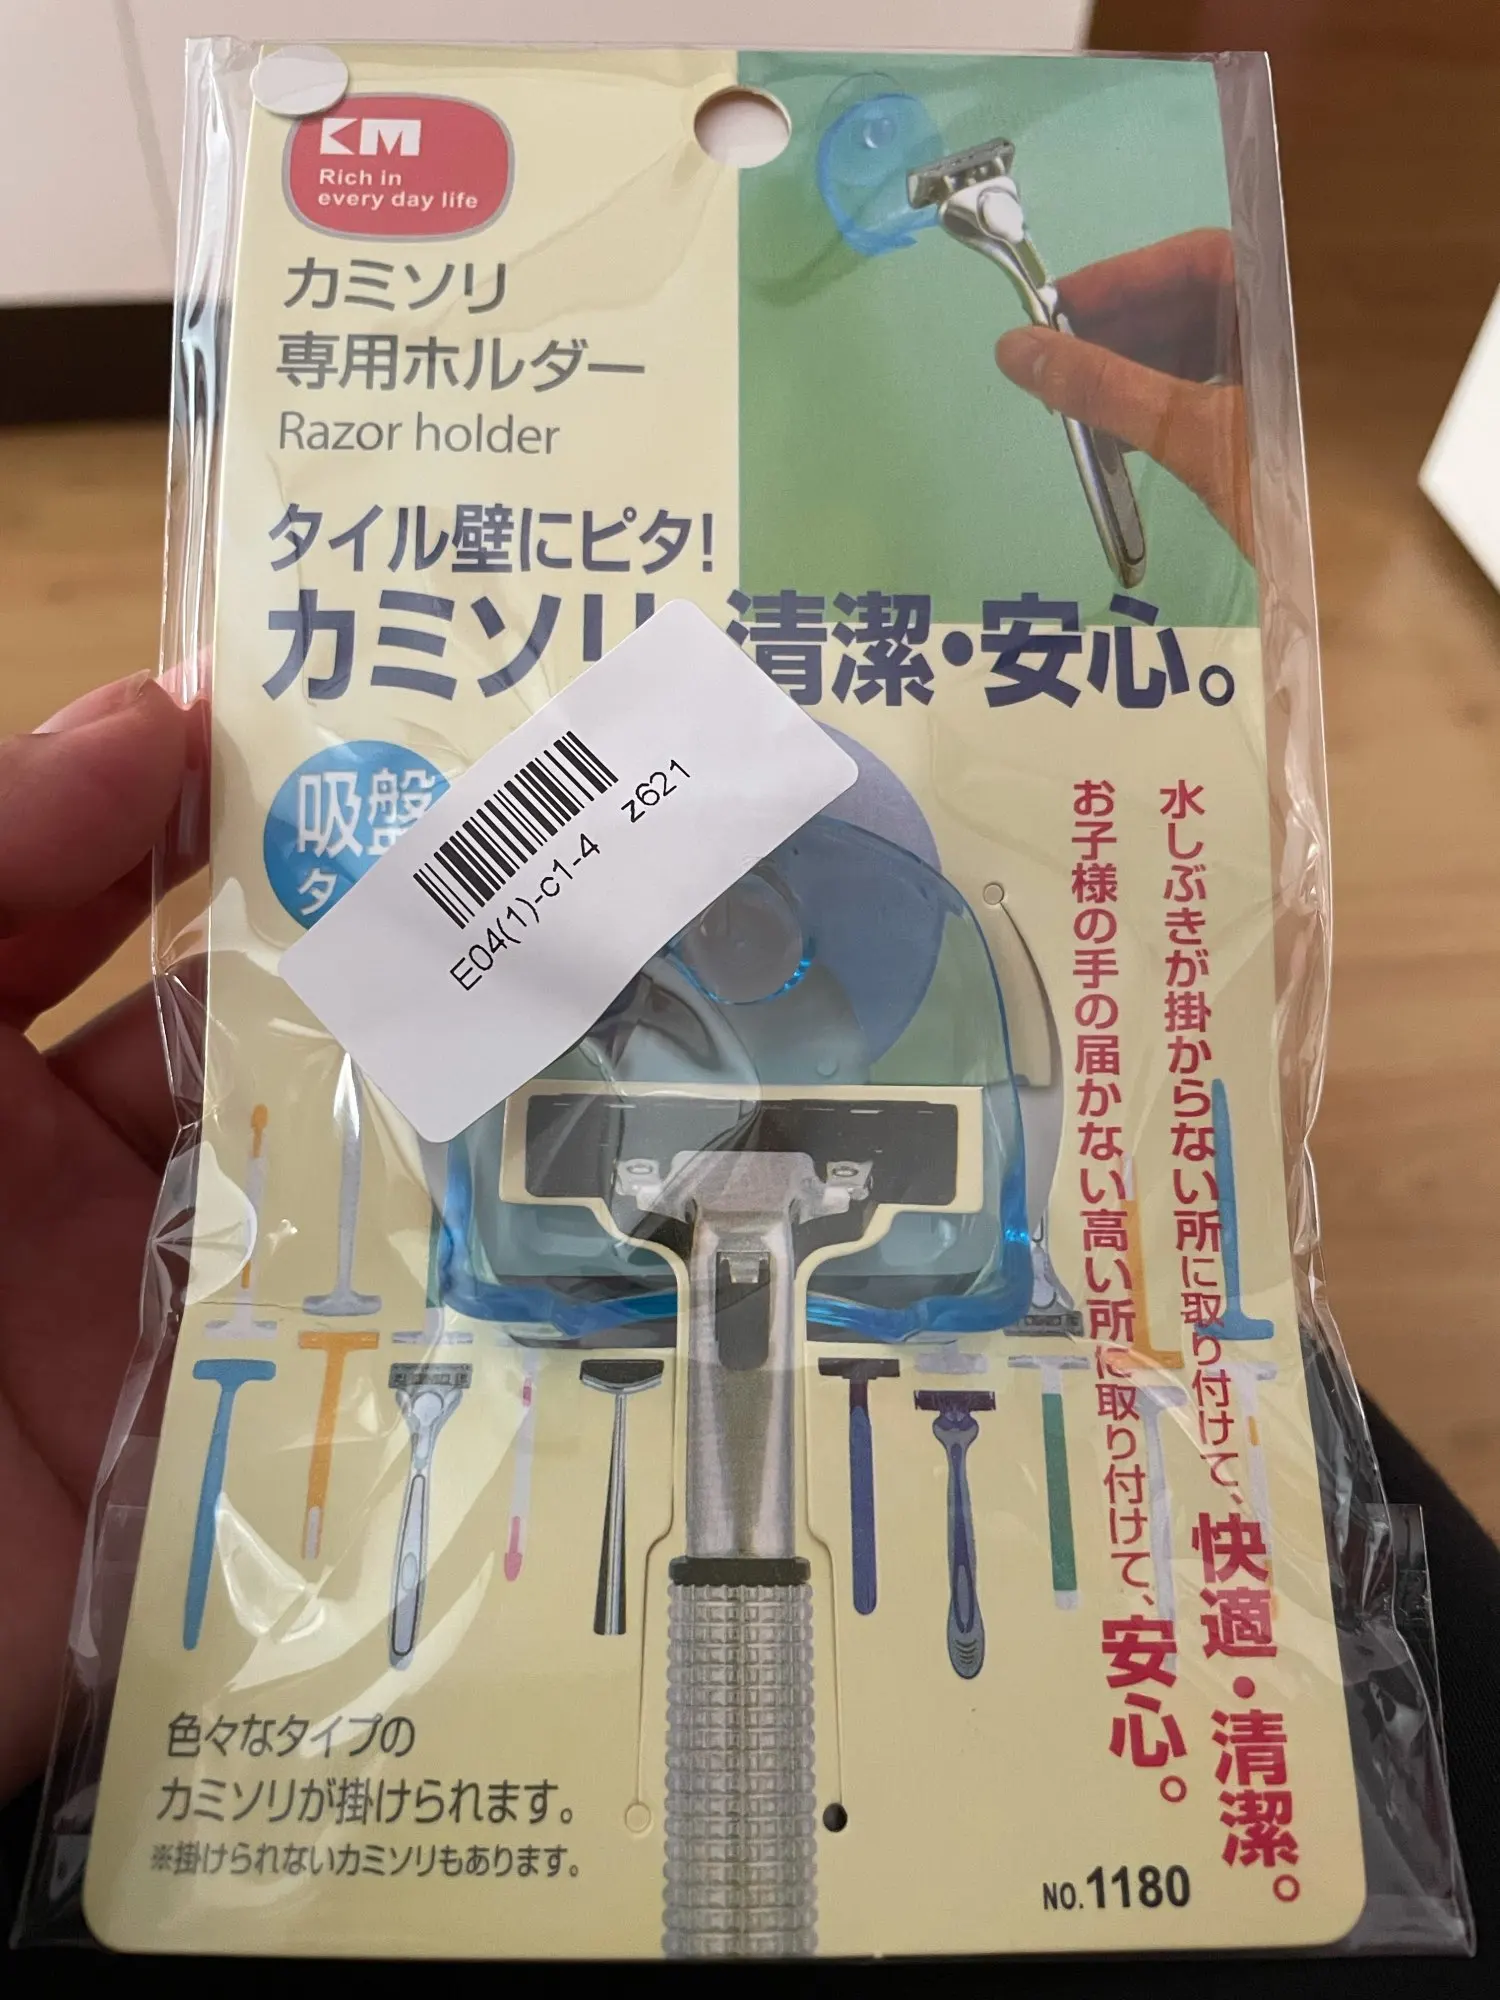 KM
Rich in
every day life
カミソリ
専用ホルダー
Razor holder
タイル壁にピタ!
カミソリ 清潔・安心。
吸盤
タ
E04(1)-c1-4 z621
水しぶきが掛からない所に取り付けて、快適・清潔。
お子様の手の届かない高い所に取り付けて、安心。
色々なタイプの
カミソリが掛けられます。
※掛けられないカミソリもあります。
NO.1180